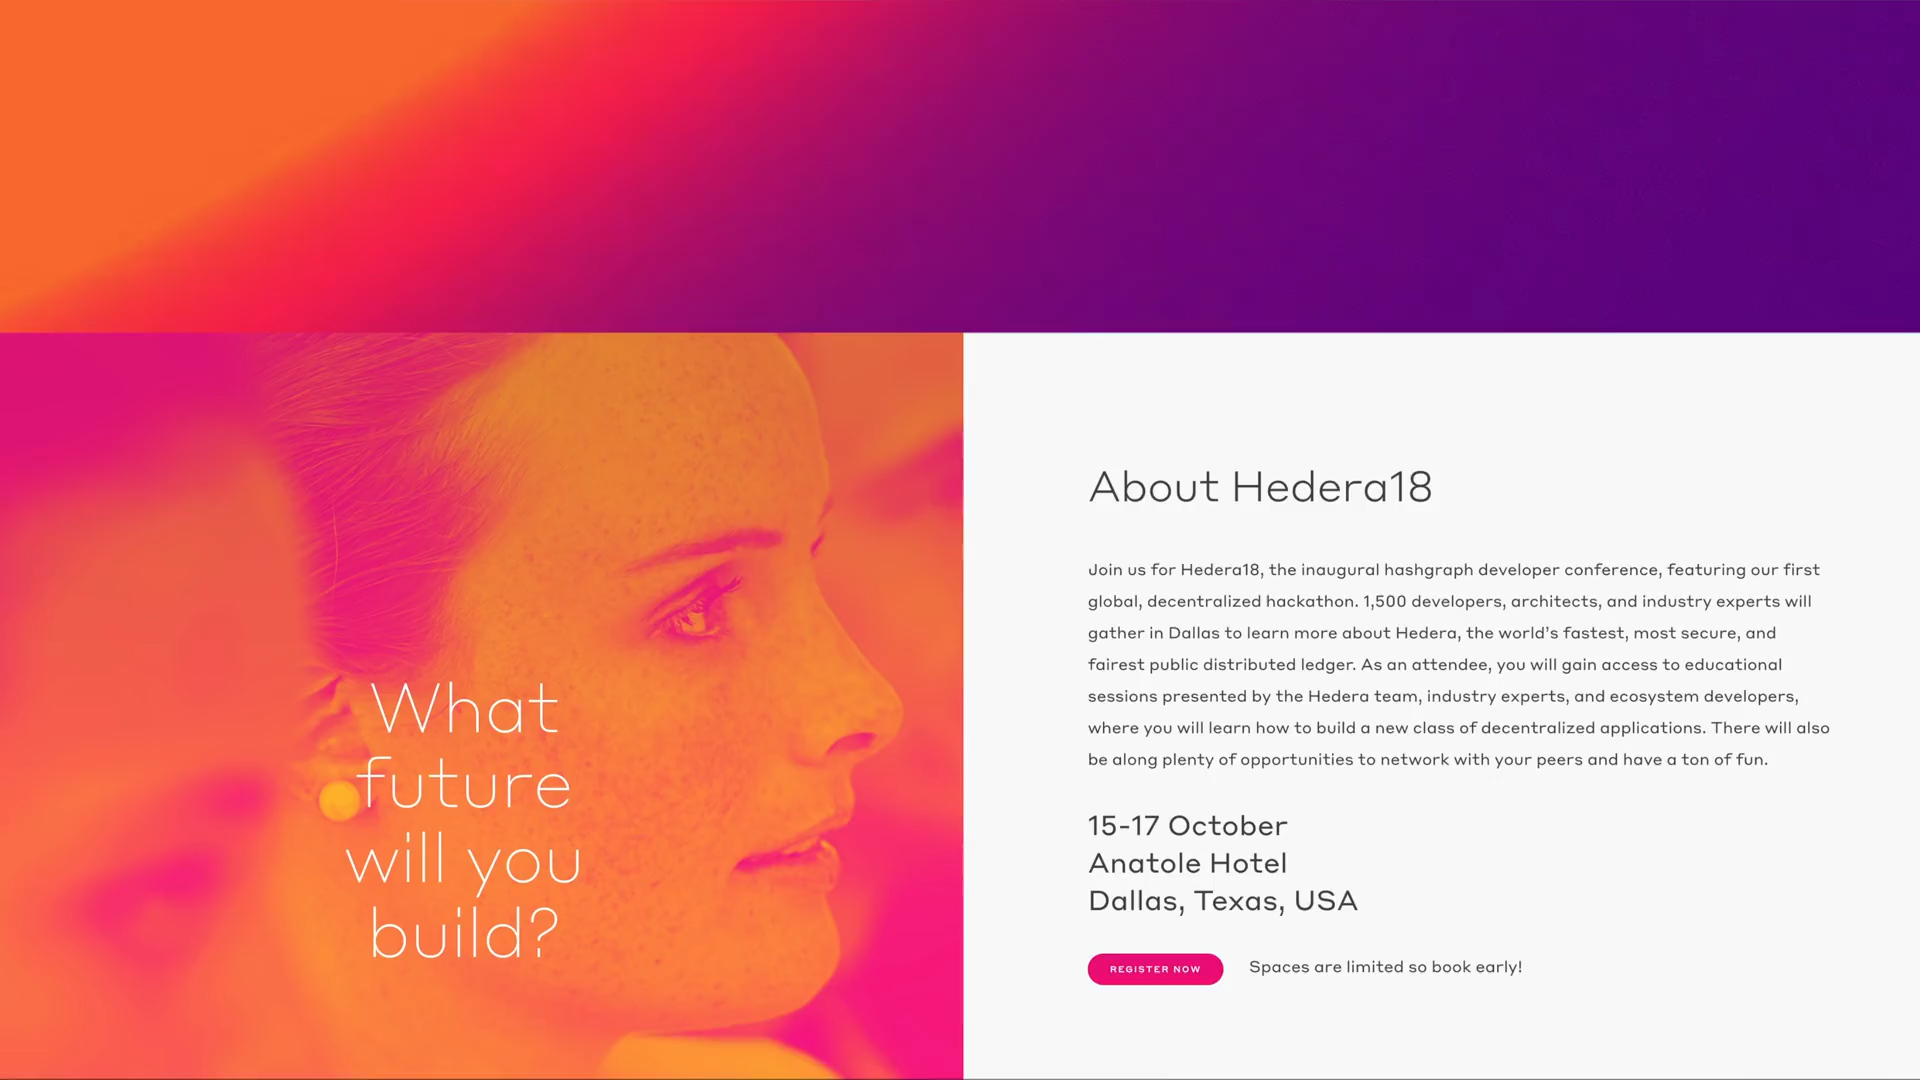 What
future
will you
build?
About Hedera18
Join us for Hedera18, the inaugural hashgraph developer conference, featuring our first
global, decentralized hackathon. 1,500 developers, architects, and industry experts will
gather in Dallas to learn more about Hedera, the world's fastest, most secure, and
fairest public distributed ledger. As an attendee, you will gain access to educational
sessions presented by the Hedera team, industry experts, and ecosystem developers,
where you will learn how to build a new class of decentralized applications. There will also
be along plenty of opportunities to network with your peers and have a ton of fun.
15-17 October
Anatole Hotel
Dallas, Texas, USA
REGISTER NOW
Spaces are limited so book early!